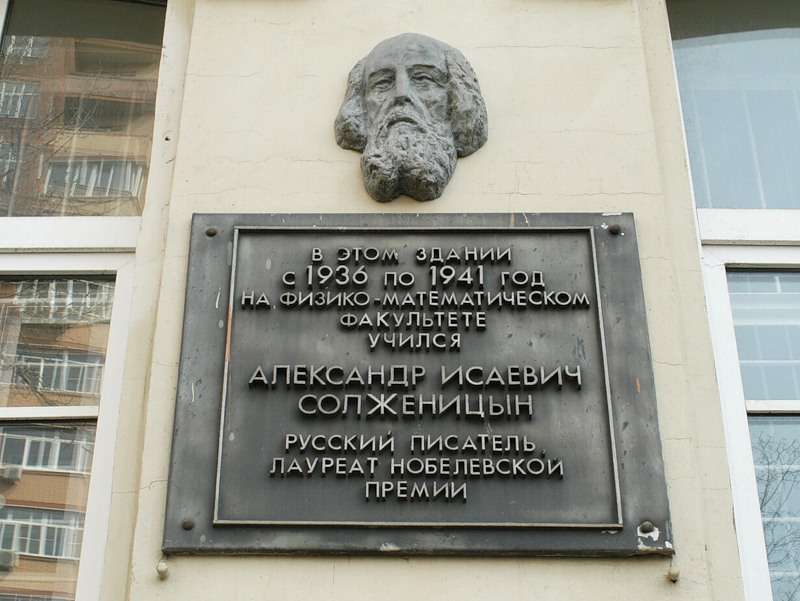 В ЭТОМ ЗДАНИИ
С 1936 ПО 1941 ГОД
НА ФИЗИКО-МАТЕМАТИЧЕСКОМ
ФАКУЛЬТЕТЕ
УЧИЛСЯ
АЛЕКСАНДР ИСАЕВИЧ
СОЛЖЕНИЦЫН
РУССКИЙ ПИСАТЕЛЬ,
ЛАУРЕАТ НОБЕЛЕВСКОЙ
ПРЕМИИ